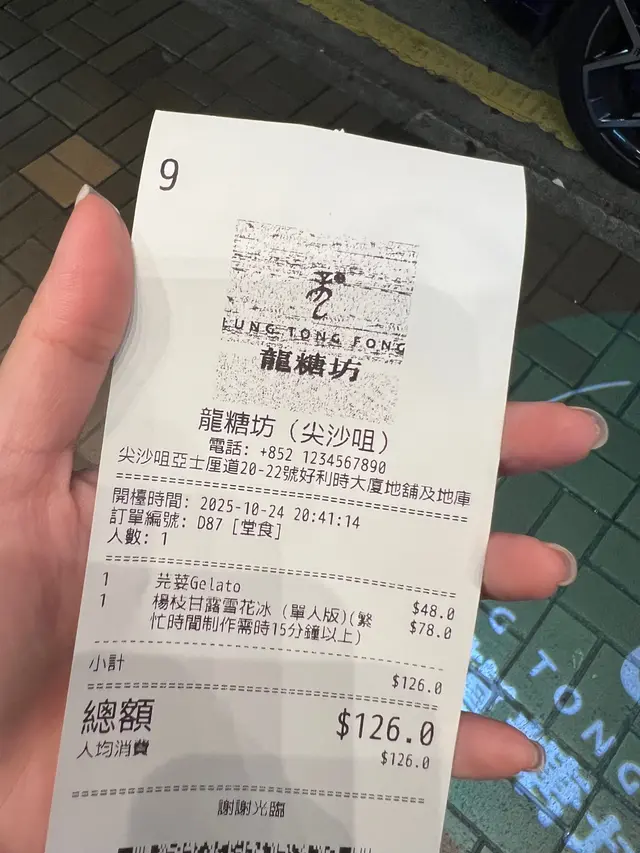 9
LUNG TONG FONG
龍糖坊
龍糖坊 (尖沙咀)
電話: +852 1234567890
尖沙咀亞士厘道20-22號好利時大廈地舖及地庫
開檯時間: 2025-10-24 20:41:14
訂單編號: D87 [堂食]
人數: 1
1 芫荽Gelato $48.0
1 楊枝甘露雪花冰 (單人版)(繁 $78.0
忙時間制作需時15分鐘以上)
小計 $126.0
總額 $126.0
人均消費 $126.0
謝謝光臨
G TONG